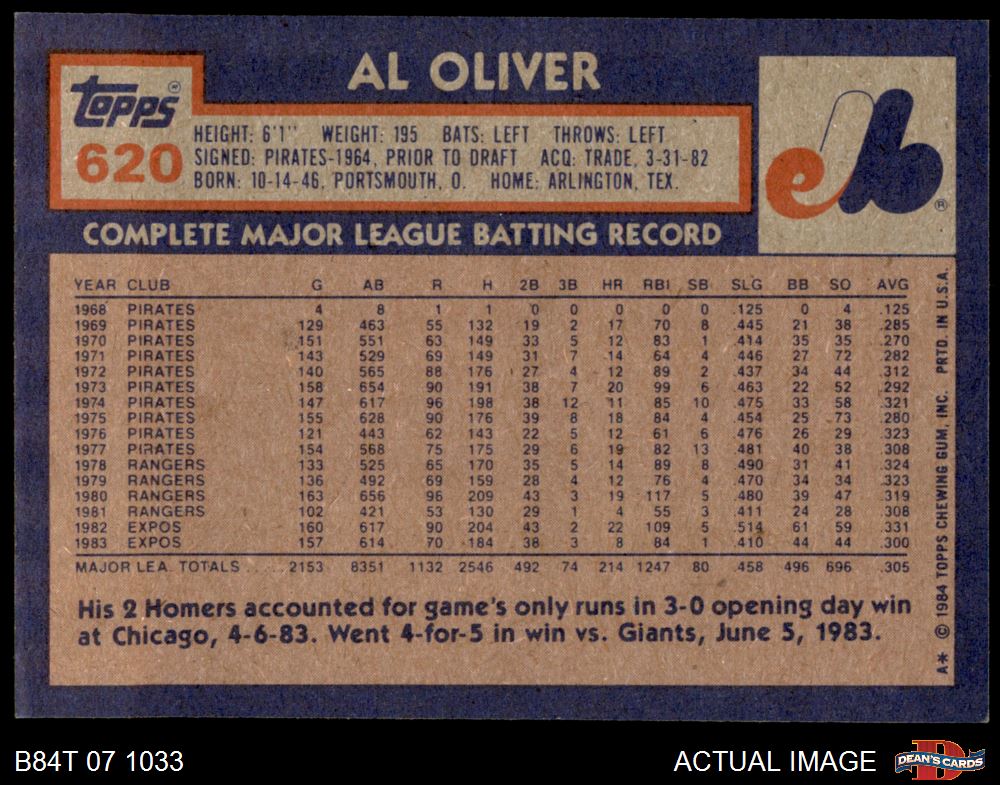 AL OLIVER
TOPPS®
620
HEIGHT: 6'1" WEIGHT: 195 BATS: LEFT THROWS: LEFT
SIGNED: PIRATES-1964, PRIOR TO DRAFT ACQ: TRADE, 3-31-82
BORN: 10-14-46, PORTSMOUTH, O. HOME: ARLINGTON, TEX.
eb®
COMPLETE MAJOR LEAGUE BATTING RECORD
YEAR CLUB G AB R H 2B 3B HR RBI SB SLG BB SO AVG
1968 PIRATES 4 8 1 1 0 0 0 0 0 .125 0 4 .125
1969 PIRATES 129 463 55 132 19 2 17 70 8 .445 21 38 .285
1970 PIRATES 151 551 63 149 33 5 12 83 1 .414 35 35 .270
1971 PIRATES 143 529 69 149 31 7 14 64 4 .446 27 72 .282
1972 PIRATES 140 565 88 176 27 4 12 89 2 .437 34 44 .312
1973 PIRATES 158 654 90 191 38 7 20 99 6 .463 22 52 .292
1974 PIRATES 147 617 96 198 38 12 11 85 10 .475 33 58 .321
1975 PIRATES 155 628 90 176 39 8 18 84 4 .454 25 73 .280
1976 PIRATES 121 443 62 143 22 5 12 61 6 .476 26 29 .323
1977 PIRATES 154 568 75 175 29 6 19 82 13 .481 40 38 .308
1978 RANGERS 133 525 65 170 35 5 14 89 8 .490 31 41 .324
1979 RANGERS 136 492 69 159 28 4 12 76 4 .470 34 34 .323
1980 RANGERS 163 656 96 209 43 3 19 117 5 .480 39 47 .319
1981 RANGERS 102 421 53 130 29 1 4 55 3 .411 24 28 .308
1982 EXPOS 160 617 90 204 43 2 22 109 5 .514 61 59 .331
1983 EXPOS 157 614 70 184 38 3 8 84 1 .410 44 44 .300
MAJOR LEA. TOTALS ..... 2153 8351 1132 2546 492 74 214 1247 80 .458 496 696 .305
His 2 Homers accounted for game's only runs in 3-0 opening day win
at Chicago, 4-6-83. Went 4-for-5 in win vs. Giants, June 5, 1983.
A* © 1984 TOPPS CHEWING GUM, INC. PRTD. IN U.S.A.
B84T 07 1033
ACTUAL IMAGE
D
DEAN'S CARDS